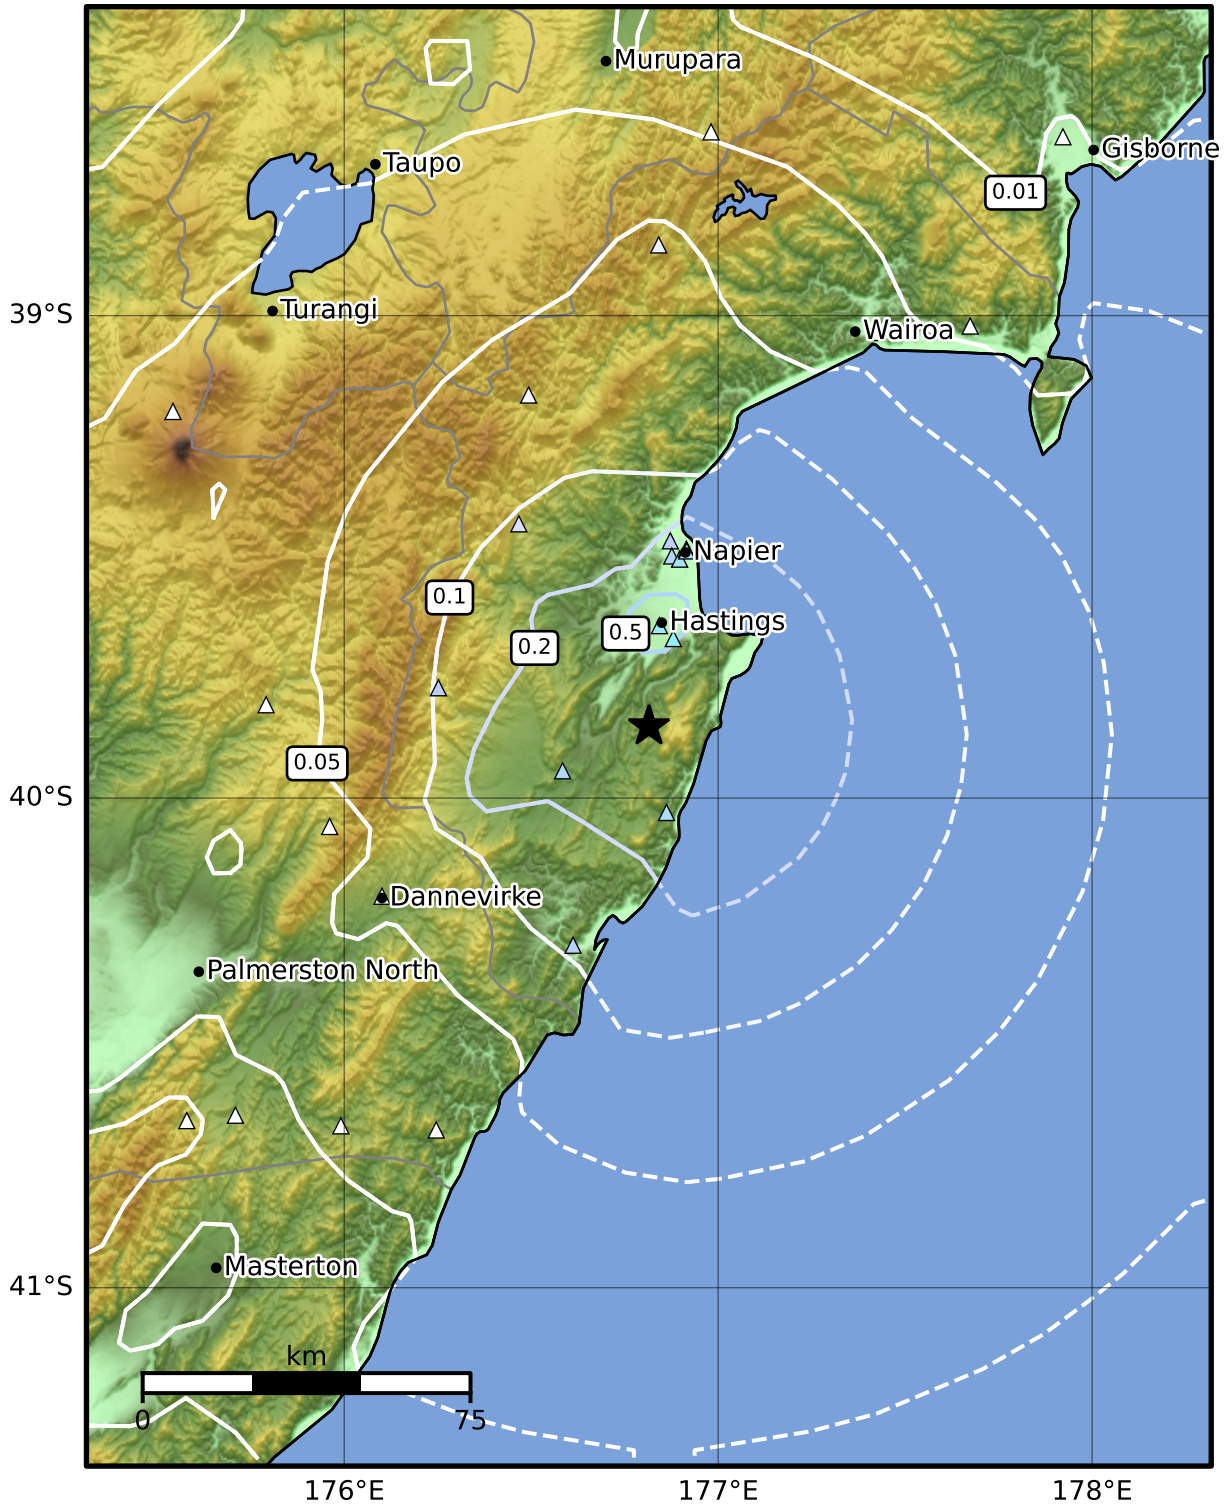 Murupara
Gisborne
Taupo
0.01
Turangi
39°S
Wairoa
Napier
0.1
Hastings
0.5
0.2
0.05
40°S
Dannevirke
Palmerston North
Masterton
41°S
km
0 75
176°E 177°E 178°E